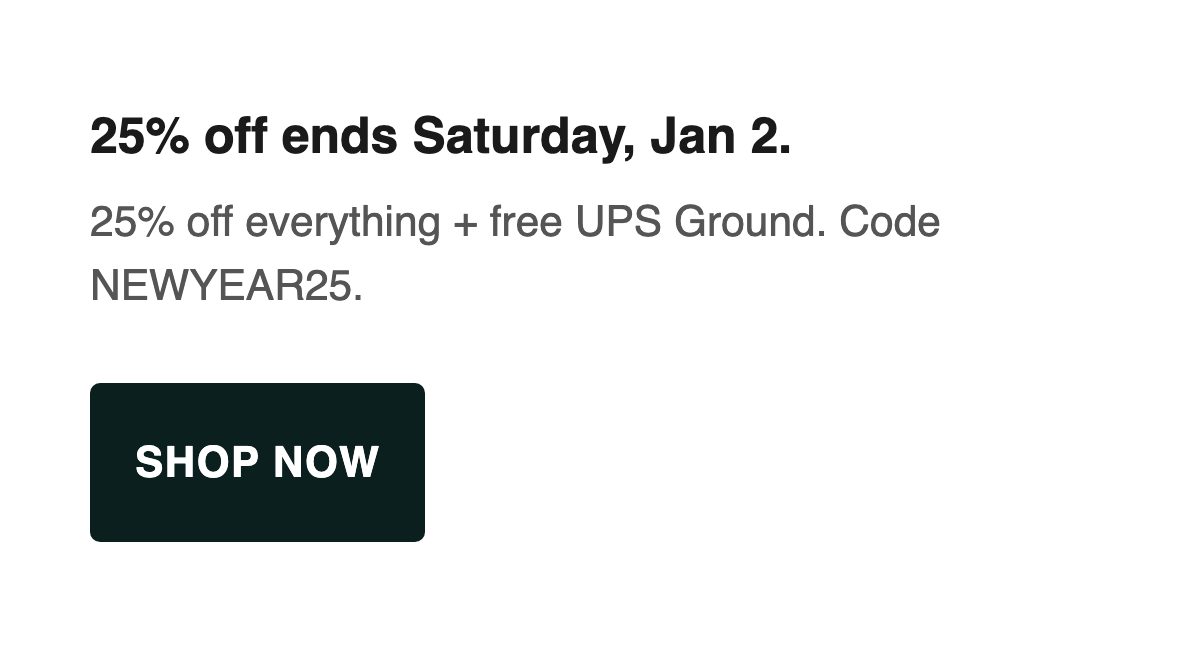 25% off ends Saturday, Jan 2.
25% off everything + free UPS Ground. Code
NEWYEAR25.
SHOP NOW